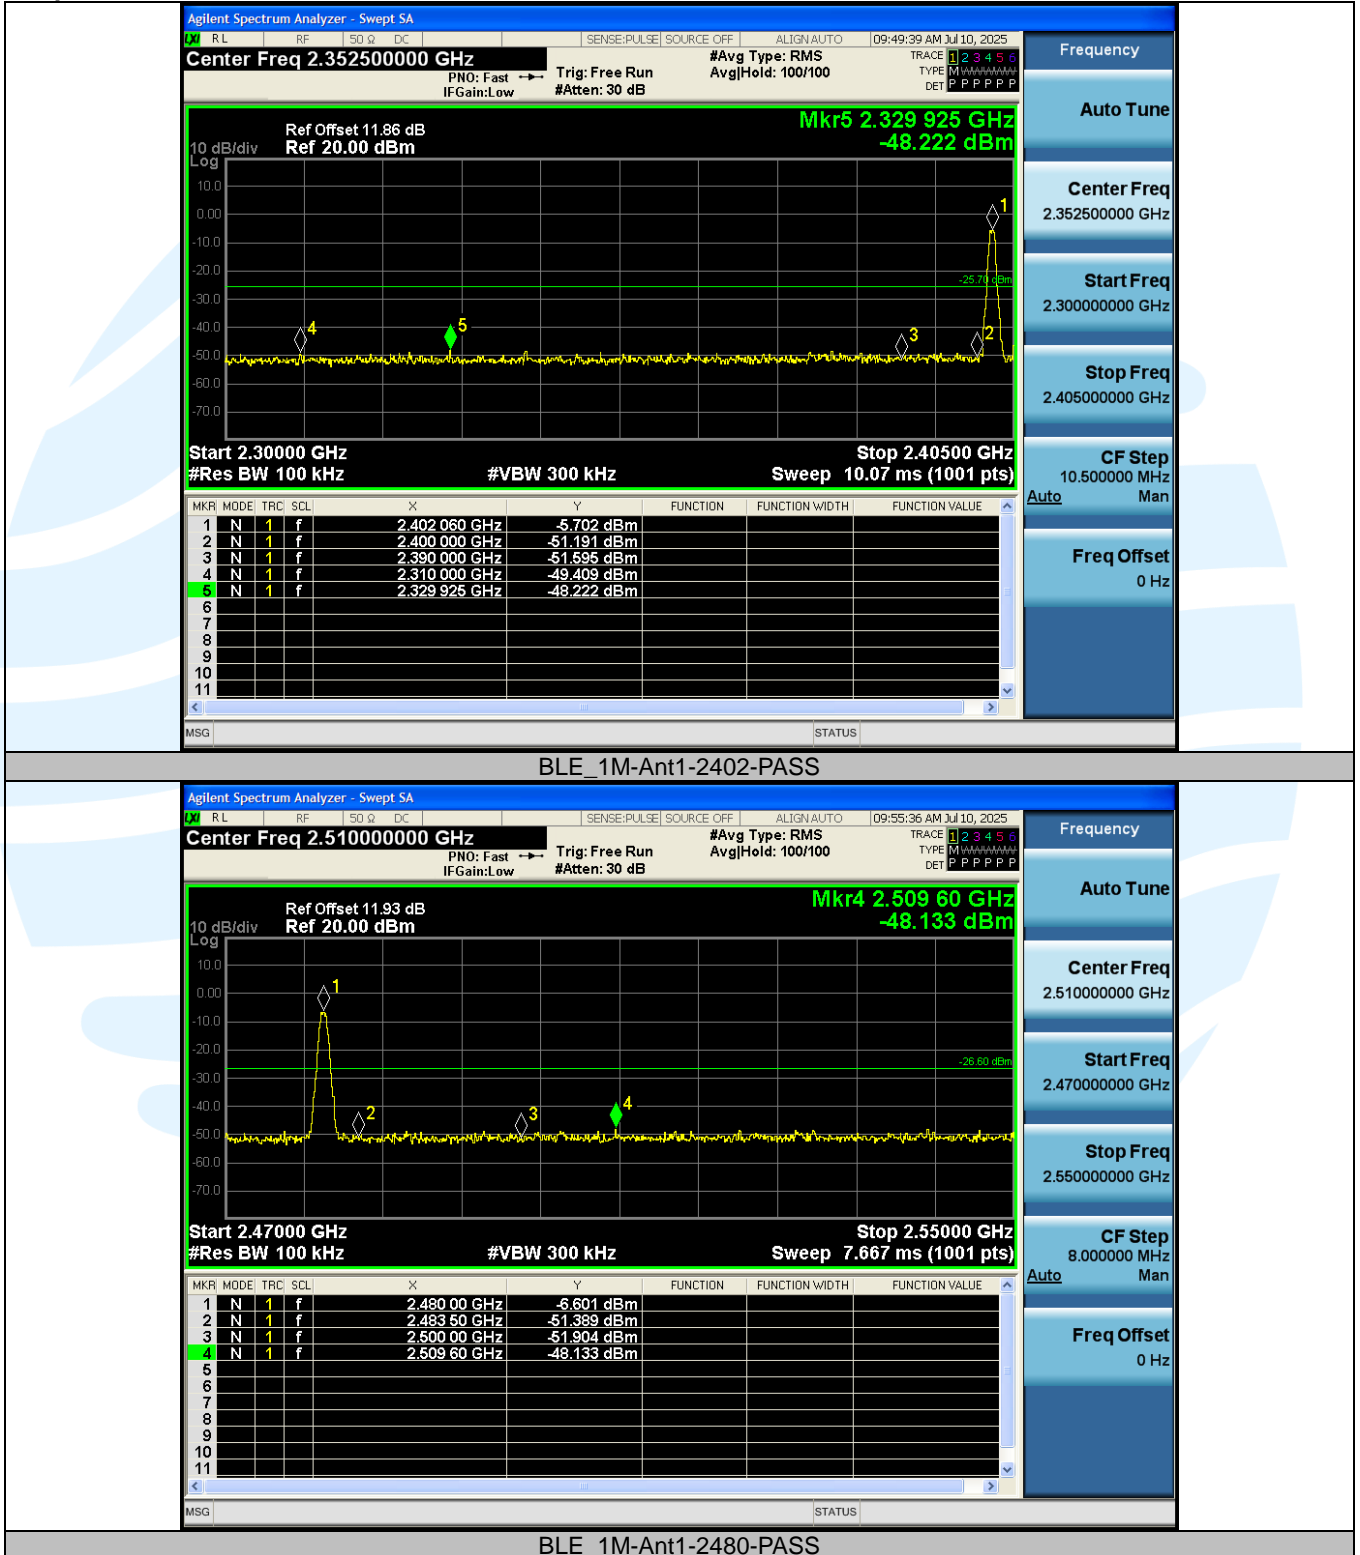 Agilent Spectrum Analyzer - Swept SA
LXI RL RF 50 Ω DC SENSE:PULSE SOURCE OFF ALIGN AUTO 09:49:39 AM Jul 10, 2025
Center Freq 2.352500000 GHz
#Avg Type: RMS
TRACE 1 2 3 4 5 6
PNO: Fast
Trig: Free Run
Avg|Hold: 100/100
TYPE M WWWWW
IFGain:Low
#Atten: 30 dB
DET P P P P P P
Mkr5 2.329 925 GHz
-48.222 dBm
Ref Offset 11.86 dB
10 dB/div Ref 20.00 dBm
Log
10.0
0.00
-10.0
-20.0
-30.0
-40.0
-50.0
-60.0
-70.0
-25.70 dBm
1
2
3
4
5
Start 2.30000 GHz
Stop 2.40500 GHz
#Res BW 100 kHz
#VBW 300 kHz
Sweep 10.07 ms (1001 pts)
MKR MODE TRC SCL X Y FUNCTION FUNCTION WIDTH FUNCTION VALUE
1 N 1 f 2.402 060 GHz -5.702 dBm
2 N 1 f 2.400 000 GHz -51.191 dBm
3 N 1 f 2.390 000 GHz -51.595 dBm
4 N 1 f 2.310 000 GHz -49.409 dBm
5 N 1 f 2.329 925 GHz -48.222 dBm
6
7
8
9
10
11
MSG
STATUS
Frequency
Auto Tune
Center Freq
2.352500000 GHz
Start Freq
2.300000000 GHz
Stop Freq
2.405000000 GHz
CF Step
10.500000 MHz
Auto Man
Freq Offset
0 Hz
BLE_1M-Ant1-2402-PASS
Agilent Spectrum Analyzer - Swept SA
LXI RL RF 50 Ω DC SENSE:PULSE SOURCE OFF ALIGN AUTO 09:55:36 AM Jul 10, 2025
Center Freq 2.510000000 GHz
#Avg Type: RMS
TRACE 1 2 3 4 5 6
PNO: Fast
Trig: Free Run
Avg|Hold: 100/100
TYPE M WWWWW
IFGain:Low
#Atten: 30 dB
DET P P P P P P
Mkr4 2.509 60 GHz
-48.133 dBm
Ref Offset 11.93 dB
10 dB/div Ref 20.00 dBm
Log
10.0
0.00
-10.0
-20.0
-30.0
-40.0
-50.0
-60.0
-70.0
-26.60 dBm
1
2
3
4
Start 2.47000 GHz
Stop 2.55000 GHz
#Res BW 100 kHz
#VBW 300 kHz
Sweep 7.667 ms (1001 pts)
MKR MODE TRC SCL X Y FUNCTION FUNCTION WIDTH FUNCTION VALUE
1 N 1 f 2.480 00 GHz -6.601 dBm
2 N 1 f 2.483 50 GHz -51.389 dBm
3 N 1 f 2.500 00 GHz -51.904 dBm
4 N 1 f 2.509 60 GHz -48.133 dBm
5
6
7
8
9
10
11
MSG
STATUS
Frequency
Auto Tune
Center Freq
2.510000000 GHz
Start Freq
2.470000000 GHz
Stop Freq
2.550000000 GHz
CF Step
8.000000 MHz
Auto Man
Freq Offset
0 Hz
BLE_1M-Ant1-2480-PASS